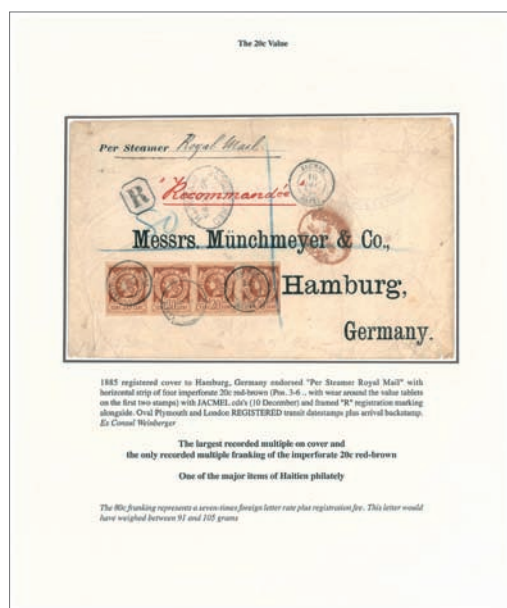 The 20c Value
Per Steamer Royal Mail.
R
Recommandée
Messrs. Münchmeyer & Co.,
Hamburg,
Germany.
1885 registered cover to Hamburg, Germany endorsed "Per Steamer Royal Mail" with
horizontal strip of four imperforate 20c red-brown (Pos. 3-6 .. with wear around the value tablets
on the first two stamps) with JACMEL cds's (10 December) and framed "R" registration marking
alongside. Oval Plymouth and London REGISTERED transit datestamps plus arrival backstamp.
Ex Consul Weinberger
The largest recorded multiple on cover and
the only recorded multiple franking of the imperforate 20c red-brown
One of the major items of Haitien philately
The 80c franking represents a seven-times foreign letter rate plus registration fee. This letter would
have weighed between 91 and 105 grams